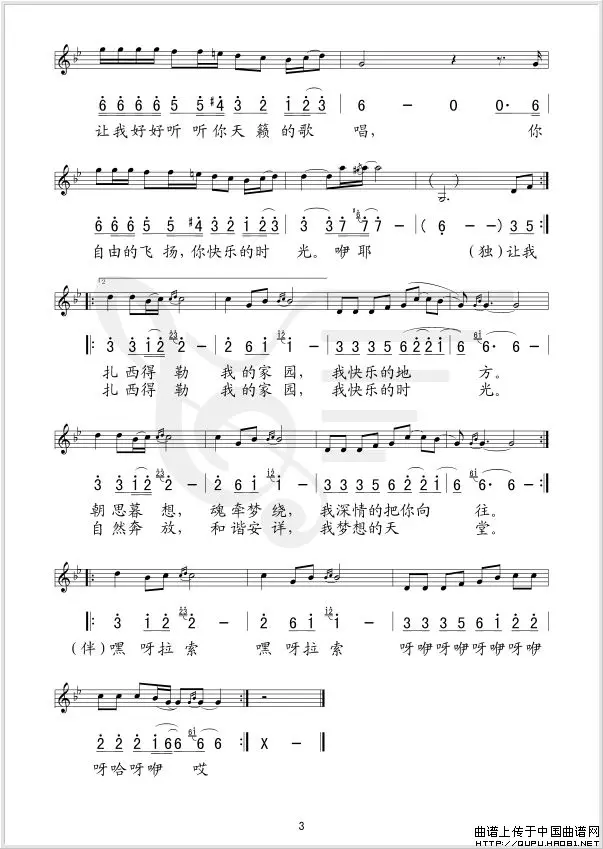 6 6 6 6 5 5 #4 3 2 1 2 3 | 6 - 0 0· 6
让我好好听 听你天 籁 的歌 唱， 你
6 6 6 5 5 #4 3 2 1 2 3 | 3 3 7 7 - ( 6 - - ) 3 5 :
自由的飞 扬，你快乐的时 光。咿耶 （独）让我
12
: 3 3 1 2 2 - | 2 6 1 1 - | 3 3 3 5 6 2 2 1 6 6· 6 -
扎 西得 勒 我 的家 园， 我 快乐的 地 方。
扎 西得 勒 我 的家 园， 我 快乐的 时 光。
3 3 1 2 2 - | 2 6 1 1 - | 3 3 3 5 6 2 2 1 6 6· 6 - :
朝 思暮 想， 魂 牵梦 绕， 我 深情的 把你向 往。
自 然奔 放， 和 谐安 详， 我 梦想的 天 堂。
: 3 1 2 2 - | 2 6 1 1 - | 3 3 3 5 6 1 2 2
（伴）嘿 呀拉 索 嘿 呀拉 索 呀咿呀咿呀咿呀咿
2 2 2 1 6 6 6 6 : X -
呀哈呀咿 哎
3
曲谱上传于中国曲谱网
HTTP://QUPU.HAO81.NET